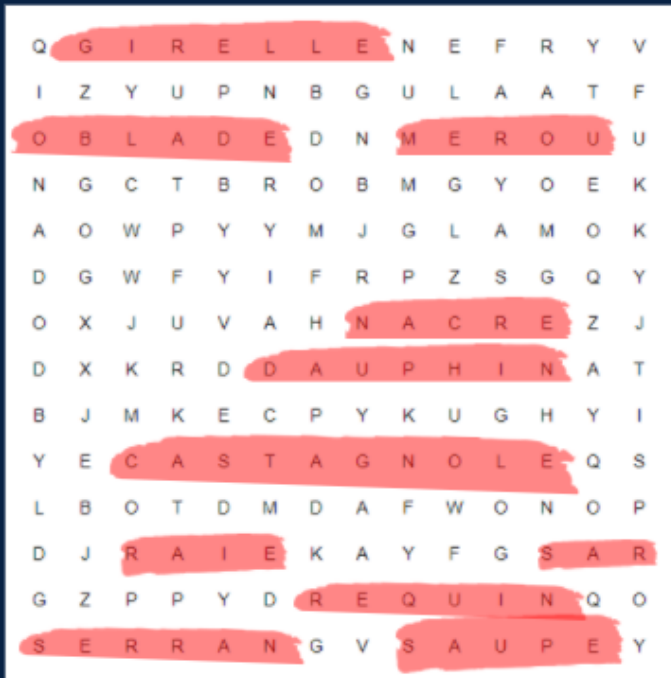 Q G I R E L L E N E F R Y V
I Z Y U P N B G U L A A T F
O B L A D E D N M E R O U U
N G C T B R O B M G Y O E K
A O W P Y Y M J G L A M O K
D G W F Y I F R P Z S G Q Y
O X J U V A H N A C R E Z J
D X K R D D A U P H I N A T
B J M K E C P Y K U G H Y I
Y E C A S T A G N O L E Q S
L B O T D M D A F W O N O P
D J R A I E K A Y F G S A R
G Z P P Y D R E Q U I N Q O
S E R R A N G V S A U P E Y